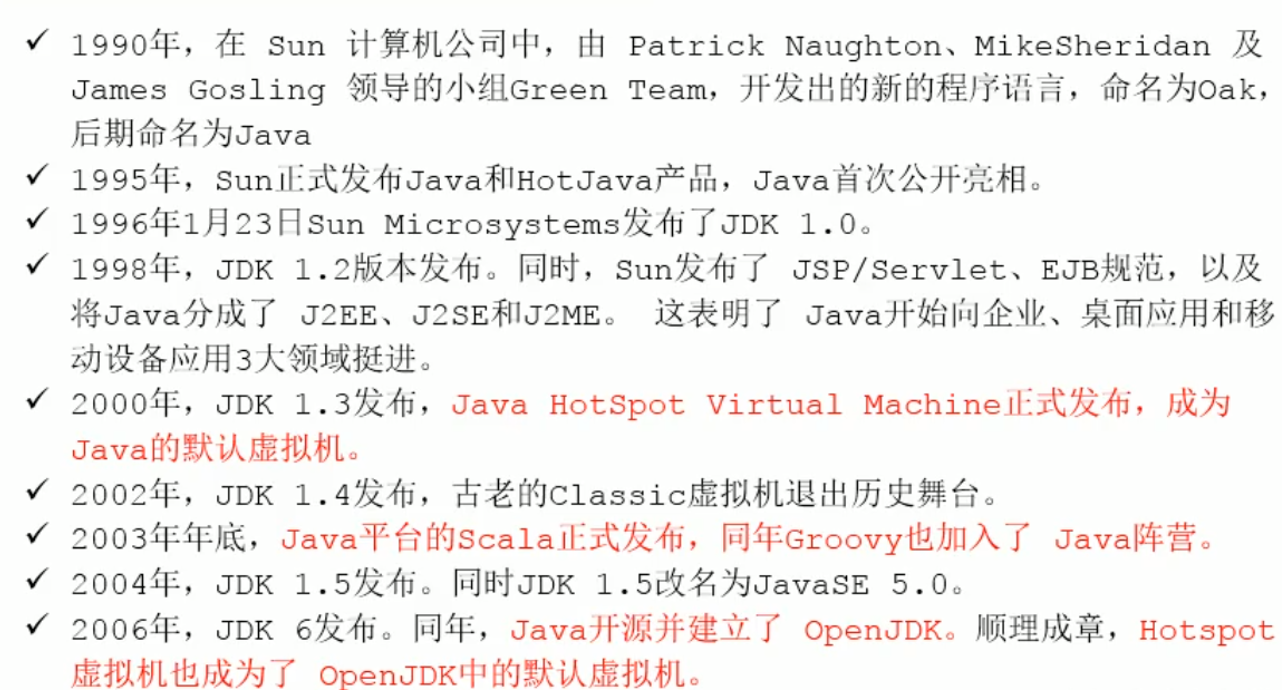 ✓ 1990年，在 Sun 计算机公司中，由 Patrick Naughton、MikeSheridan 及
James Gosling 领导的小组Green Team，开发出的新的程序语言，命名为Oak，
后期命名为Java
✓ 1995年，Sun正式发布Java和HotJava产品，Java首次公开亮相。
✓ 1996年1月23日Sun Microsystems发布了JDK 1.0。
✓ 1998年，JDK 1.2版本发布。同时，Sun发布了 JSP/Servlet、EJB规范，以及
将Java分成了 J2EE、J2SE和J2ME。 这表明了 Java开始向企业、桌面应用和移
动设备应用3大领域挺进。
✓ 2000年，JDK 1.3发布，Java HotSpot Virtual Machine正式发布，成为
Java的默认虚拟机。
✓ 2002年，JDK 1.4发布，古老的Classic虚拟机退出历史舞台。
✓ 2003年年底，Java平台的Scala正式发布，同年Groovy也加入了 Java阵营。
✓ 2004年，JDK 1.5发布。同时JDK 1.5改名为JavaSE 5.0。
✓ 2006年，JDK 6发布。同年，Java开源并建立了 OpenJDK。顺理成章，Hotspot
虚拟机也成为了 OpenJDK中的默认虚拟机。